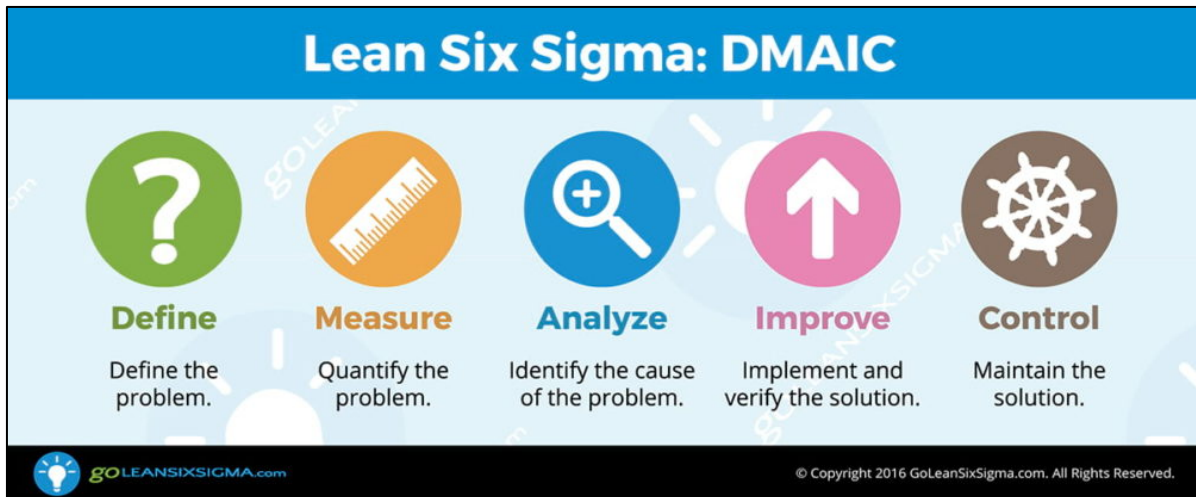 Lean Six Sigma: DMAIC
Define
Define the
problem.
Measure
Quantify the
problem.
Analyze
Identify the cause
of the problem.
Improve
Implement and
verify the solution.
Control
Maintain the
solution.
goLEANSIXSIGMA.com
© Copyright 2016 GoLeanSixSigma.com. All Rights Reserved.